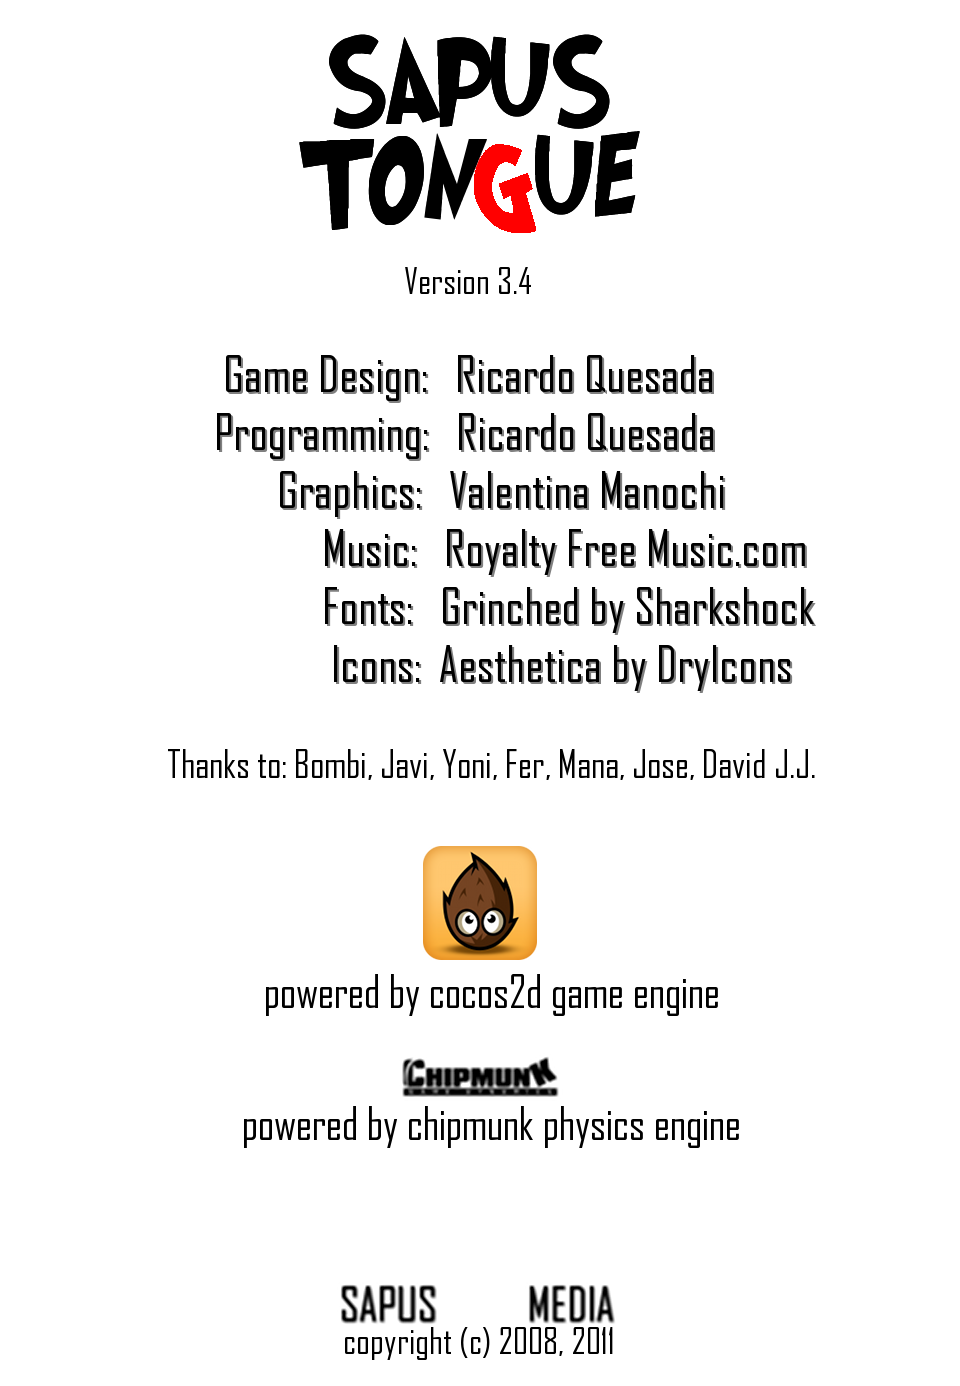 SAPUS
TONGUE
Version 3.4
Game Design: Ricardo Quesada
Programming: Ricardo Quesada
Graphics: Valentina Manochi
Music: Royalty Free Music.com
Fonts: Grinched by Sharkshock
Icons: Aesthetica by DryIcons
Thanks to: Bombi, Javi, Yoni, Fer, Mana, Jose, David J.J.
powered by cocos2d game engine
CHIPMUNK
powered by chipmunk physics engine
SAPUS MEDIA
copyright (c) 2008, 2011